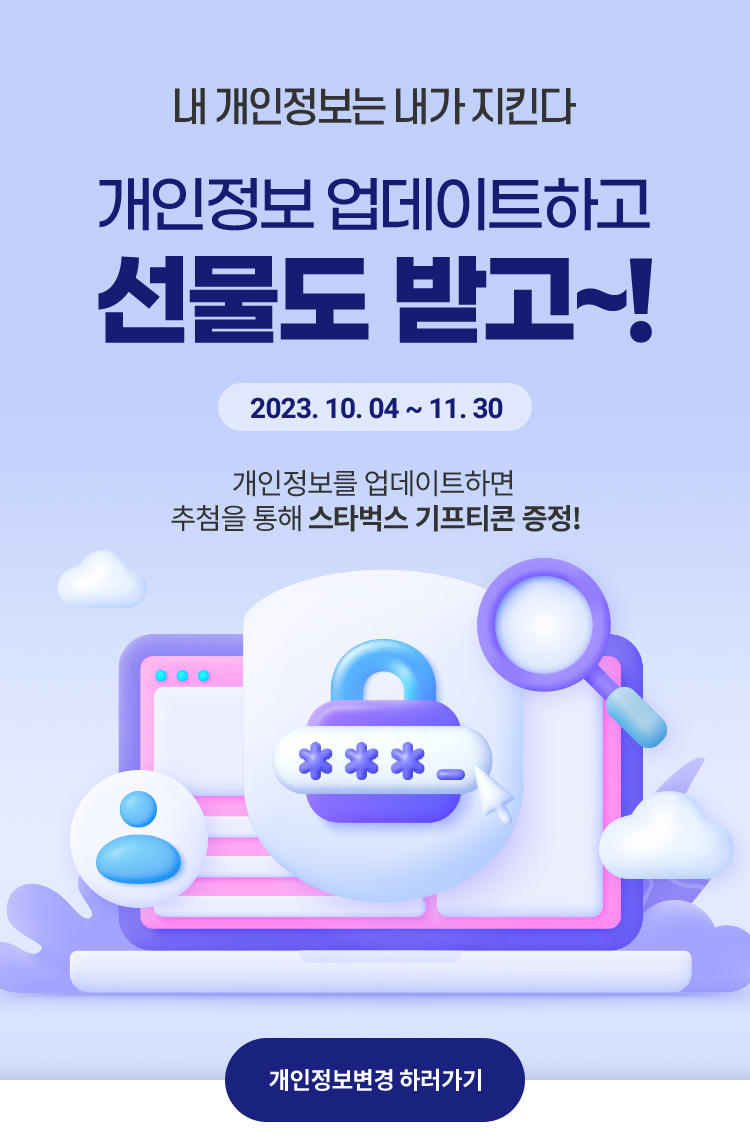 내 개인정보는 내가 지킨다
개인정보 업데이트하고
선물도 받고~!
2023. 10. 04 ~ 11. 30
개인정보를 업데이트하면
추첨을 통해 스타벅스 기프티콘 증정!
***_
개인정보변경 하러가기